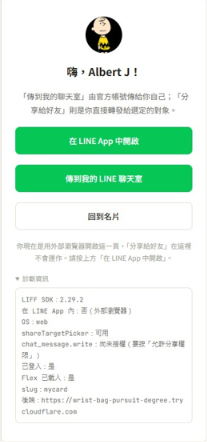 嗨，Albert J！
「傳到我的聊天室」由官方帳號傳給你自己；「分
享給好友」則是你直接轉發給選定的對象。
在 LINE App 中開啟
傳到我的 LINE 聊天室
回到名片
你現在是用外部瀏覽器開啟這一頁，「分享給好友」在這裡
不會運作。請按上方「在 LINE App 中開啟」。
▼ 診斷資訊
LIFF SDK：2.29.2
在 LINE App 內：否（外部瀏覽器）
OS：web
shareTargetPicker：可用
chat_message.write：尚未授權（要按「允許分享權
限」）
已登入：是
Flex 已載入：是
slug：mycard
後端：https://wrist-bag-pursuit-degree.try
cloudflare.com